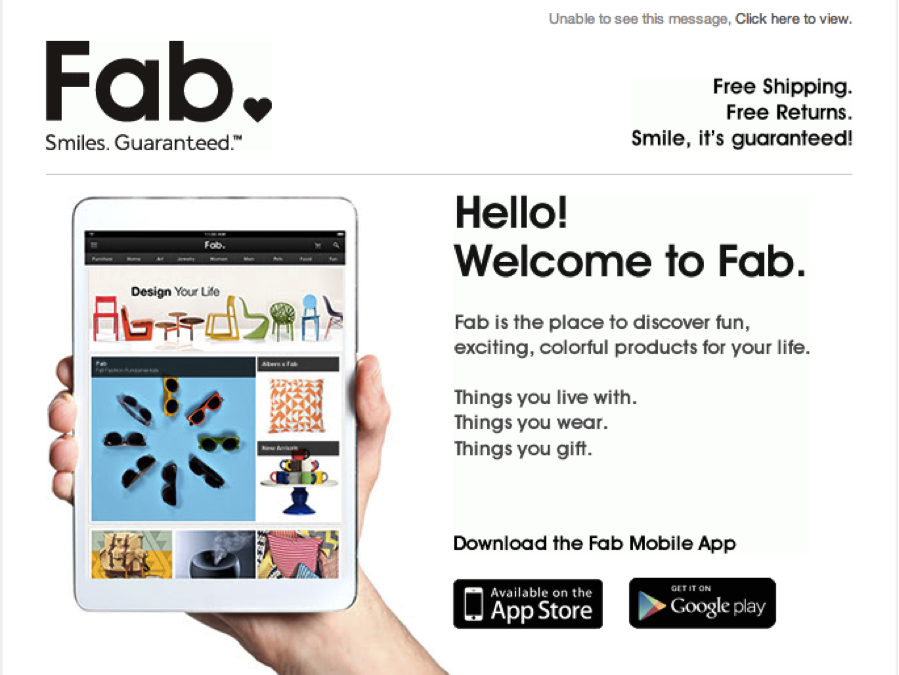 Unable to see this message, Click here to view.
Fab.
Smiles. Guaranteed.™
Free Shipping.
Free Returns.
Smile, it's guaranteed!
Fab.
Furniture Home Art Jewelry Women Men Pets Food Fun
Design Your Life
Fab
Fall Fashion Fundamentals
Albers x Fab
New Arrivals
Hello!
Welcome to Fab.
Fab is the place to discover fun,
exciting, colorful products for your life.
Things you live with.
Things you wear.
Things you gift.
Download the Fab Mobile App
Available on the
App Store
GET IT ON
Google play